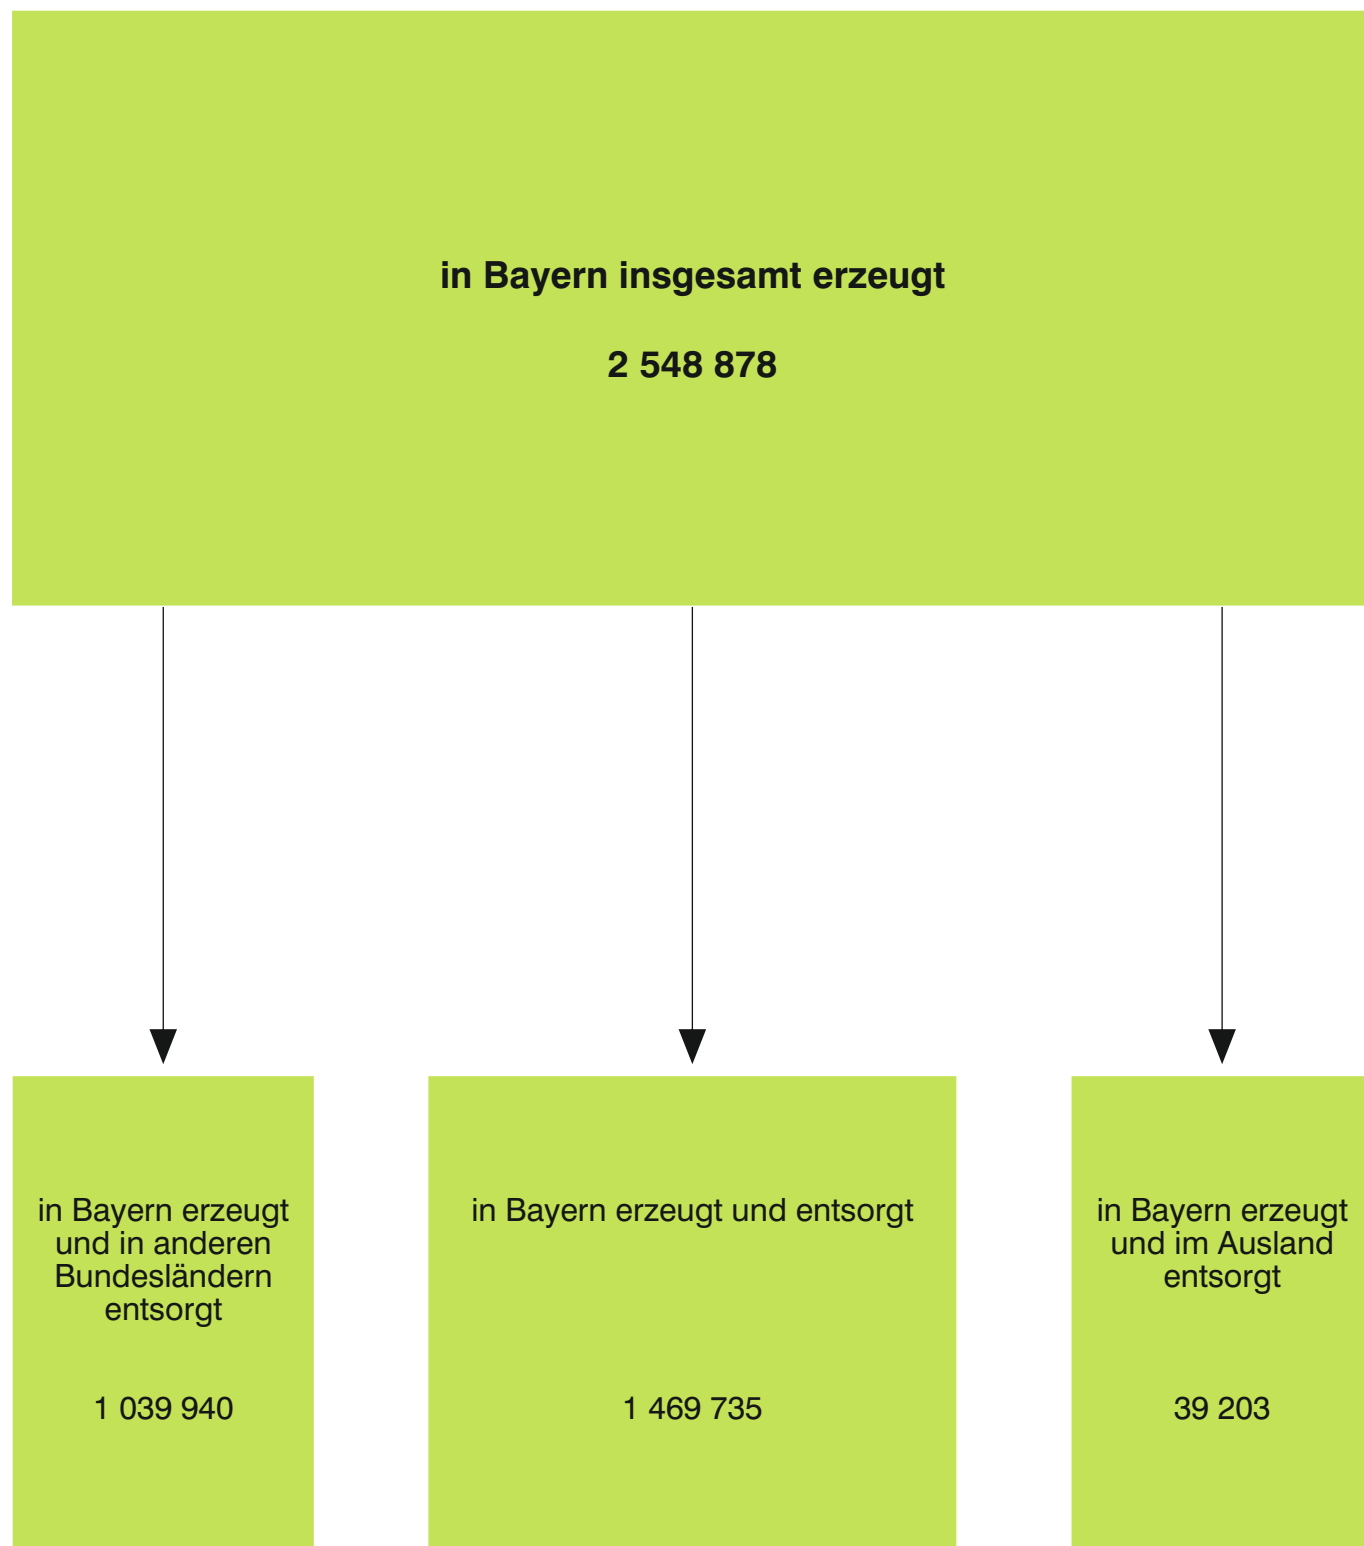 in Bayern insgesamt erzeugt
2 548 878
in Bayern erzeugt
und in anderen
Bundesländern
entsorgt
1 039 940
in Bayern erzeugt und entsorgt
1 469 735
in Bayern erzeugt
und im Ausland
entsorgt
39 203